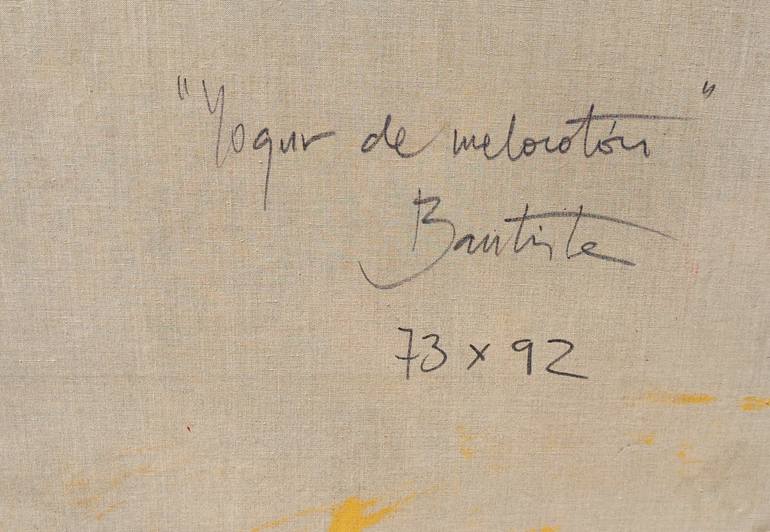 "Yogur de melocotón"
Bautista
73 x 92